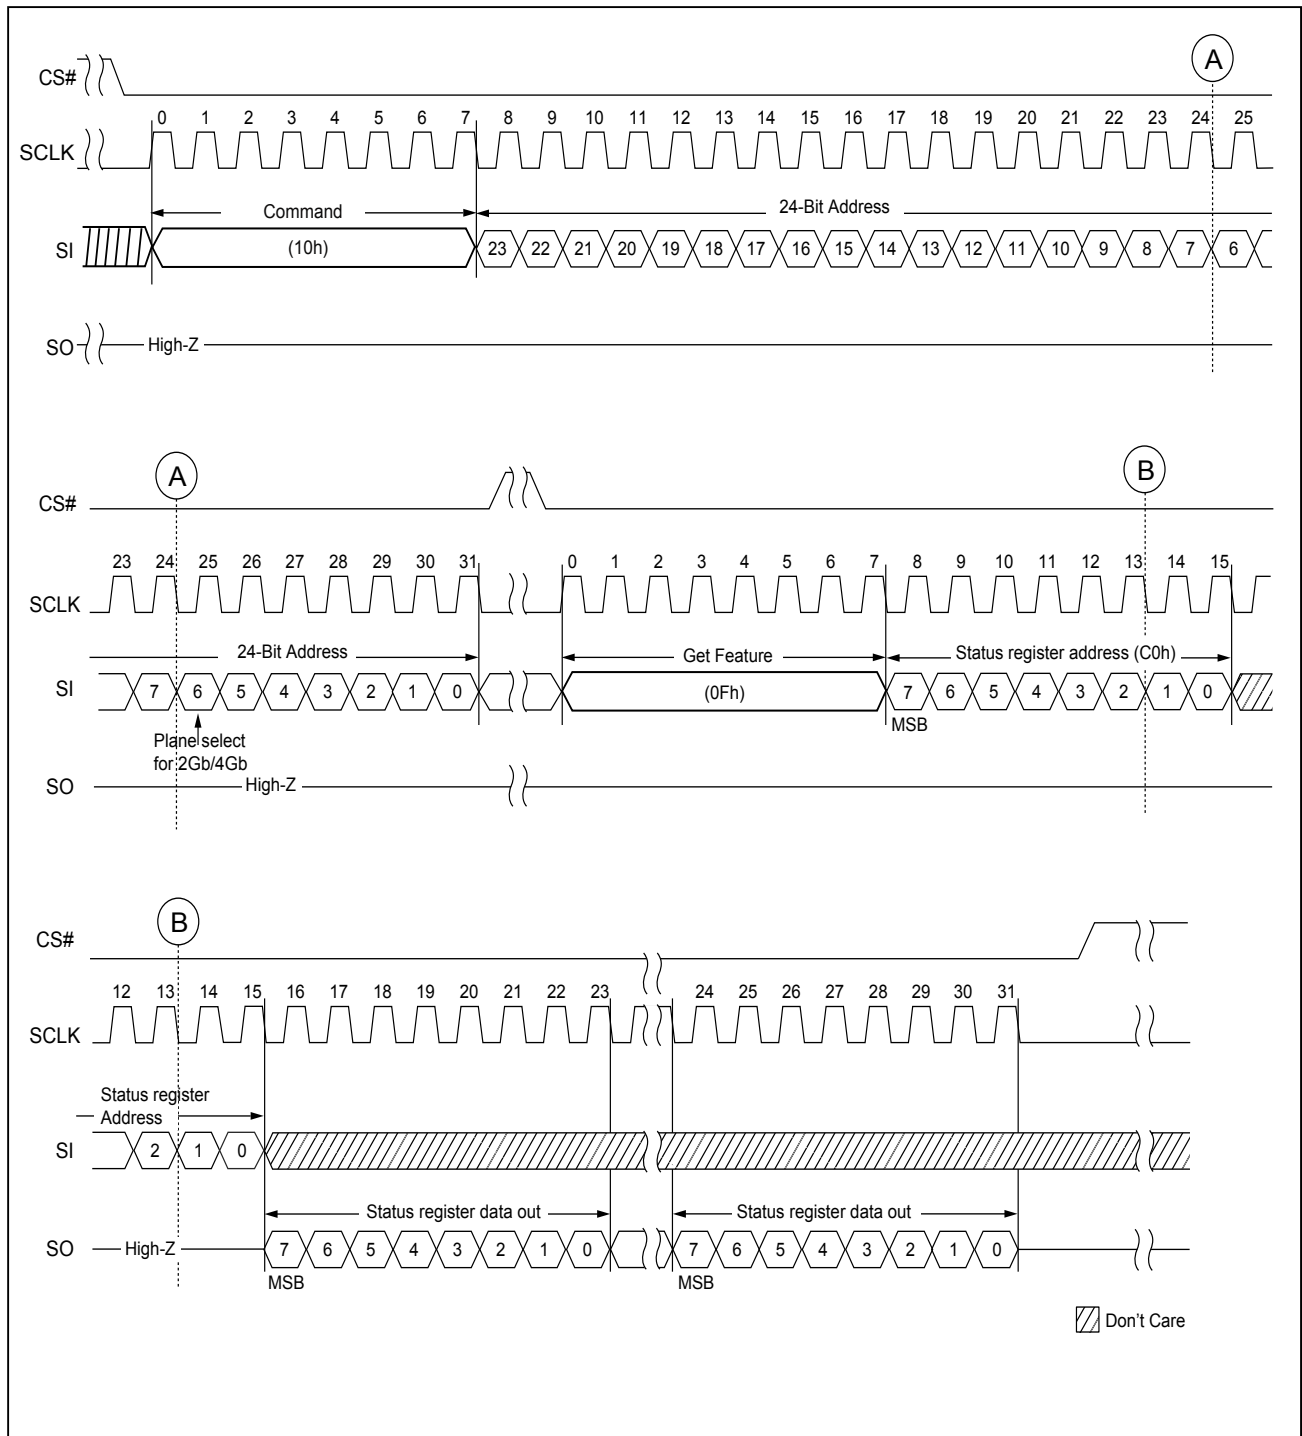 A
CS#
0 1 2 3 4 5 6 7 8 9 10 11 12 13 14 15 16 17 18 19 20 21 22 23 24 25
SCLK
Command 24-Bit Address
SI (10h) 23 22 21 20 19 18 17 16 15 14 13 12 11 10 9 8 7 6
SO High-Z
A B
CS#
23 24 25 26 27 28 29 30 31 0 1 2 3 4 5 6 7 8 9 10 11 12 13 14 15
SCLK
24-Bit Address Get Feature Status register address (C0h)
SI 7 6 5 4 3 2 1 0 (0Fh) 7 6 5 4 3 2 1 0
MSB
Plane select
for 2Gb/4Gb
SO High-Z
B
CS#
12 13 14 15 16 17 18 19 20 21 22 23 24 25 26 27 28 29 30 31
SCLK
Status register
Address
SI 2 1 0
Status register data out Status register data out
SO High-Z 7 6 5 4 3 2 1 0 7 6 5 4 3 2 1 0
MSB MSB
Don't Care